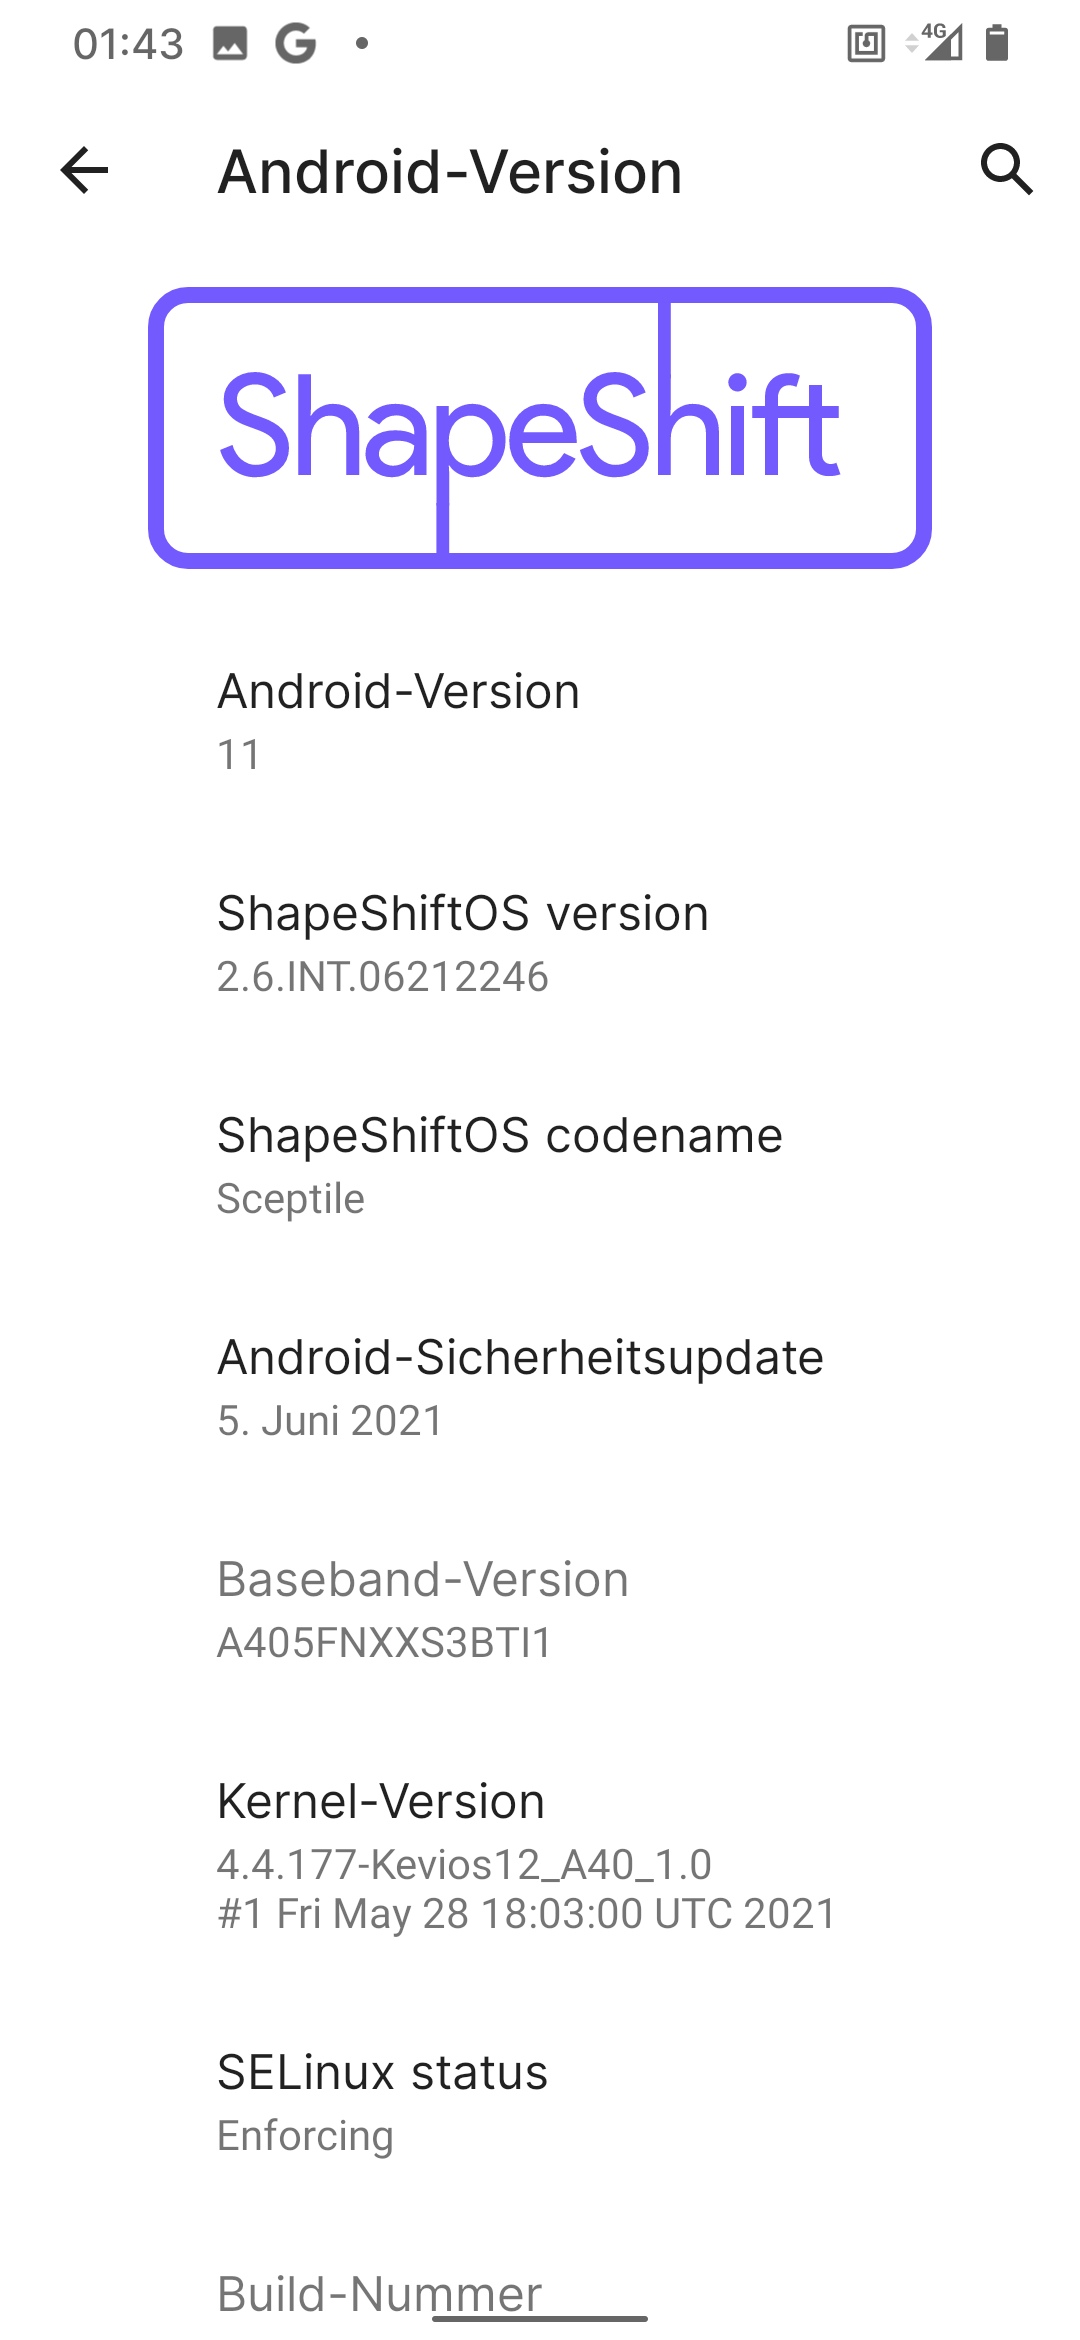 01:43
4G
Android-Version
ShapeShift
Android-Version
11
ShapeShiftOS version
2.6.INT.06212246
ShapeShiftOS codename
Sceptile
Android-Sicherheitsupdate
5. Juni 2021
Baseband-Version
A405FNXXS3BTI1
Kernel-Version
4.4.177-Kevios12_A40_1.0
#1 Fri May 28 18:03:00 UTC 2021
SELinux status
Enforcing
Build-Nummer